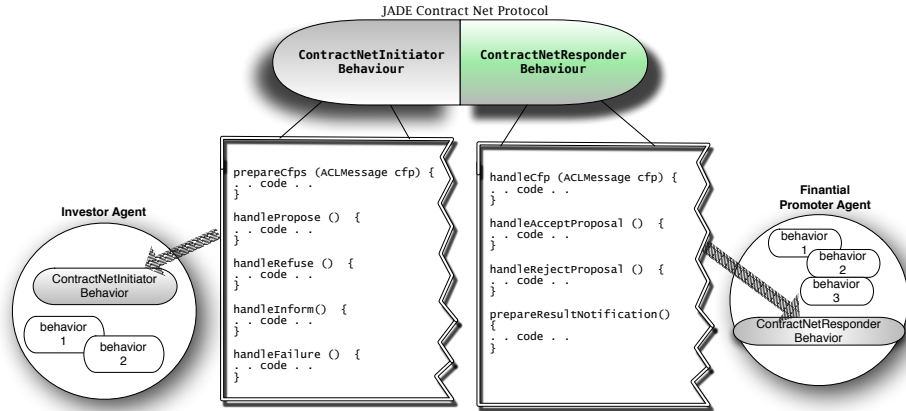 JADE Contract Net Protocol
ContractNetInitiator
Behaviour
ContractNetResponder
Behaviour
prepareCfps (ACLMessage cfp) {
. . code . .
}
handlePropose () {
. . code . .
}
handleRefuse () {
. . code . .
}
handleInform() {
. . code . .
}
handleFailure () {
. . code . .
}
handleCfp (ACLMessage cfp) {
. . code . .
}
handleAcceptProposal () {
. . code . .
}
handleRejectProposal () {
. . code . .
}
prepareResultNotification()
{
. . code . .
}
Investor Agent
ContractNetInitiator
Behavior
behavior
1
behavior
2
Finantial
Promoter Agent
behavior
1
behavior
2
behavior
3
ContractNetResponder
Behavior